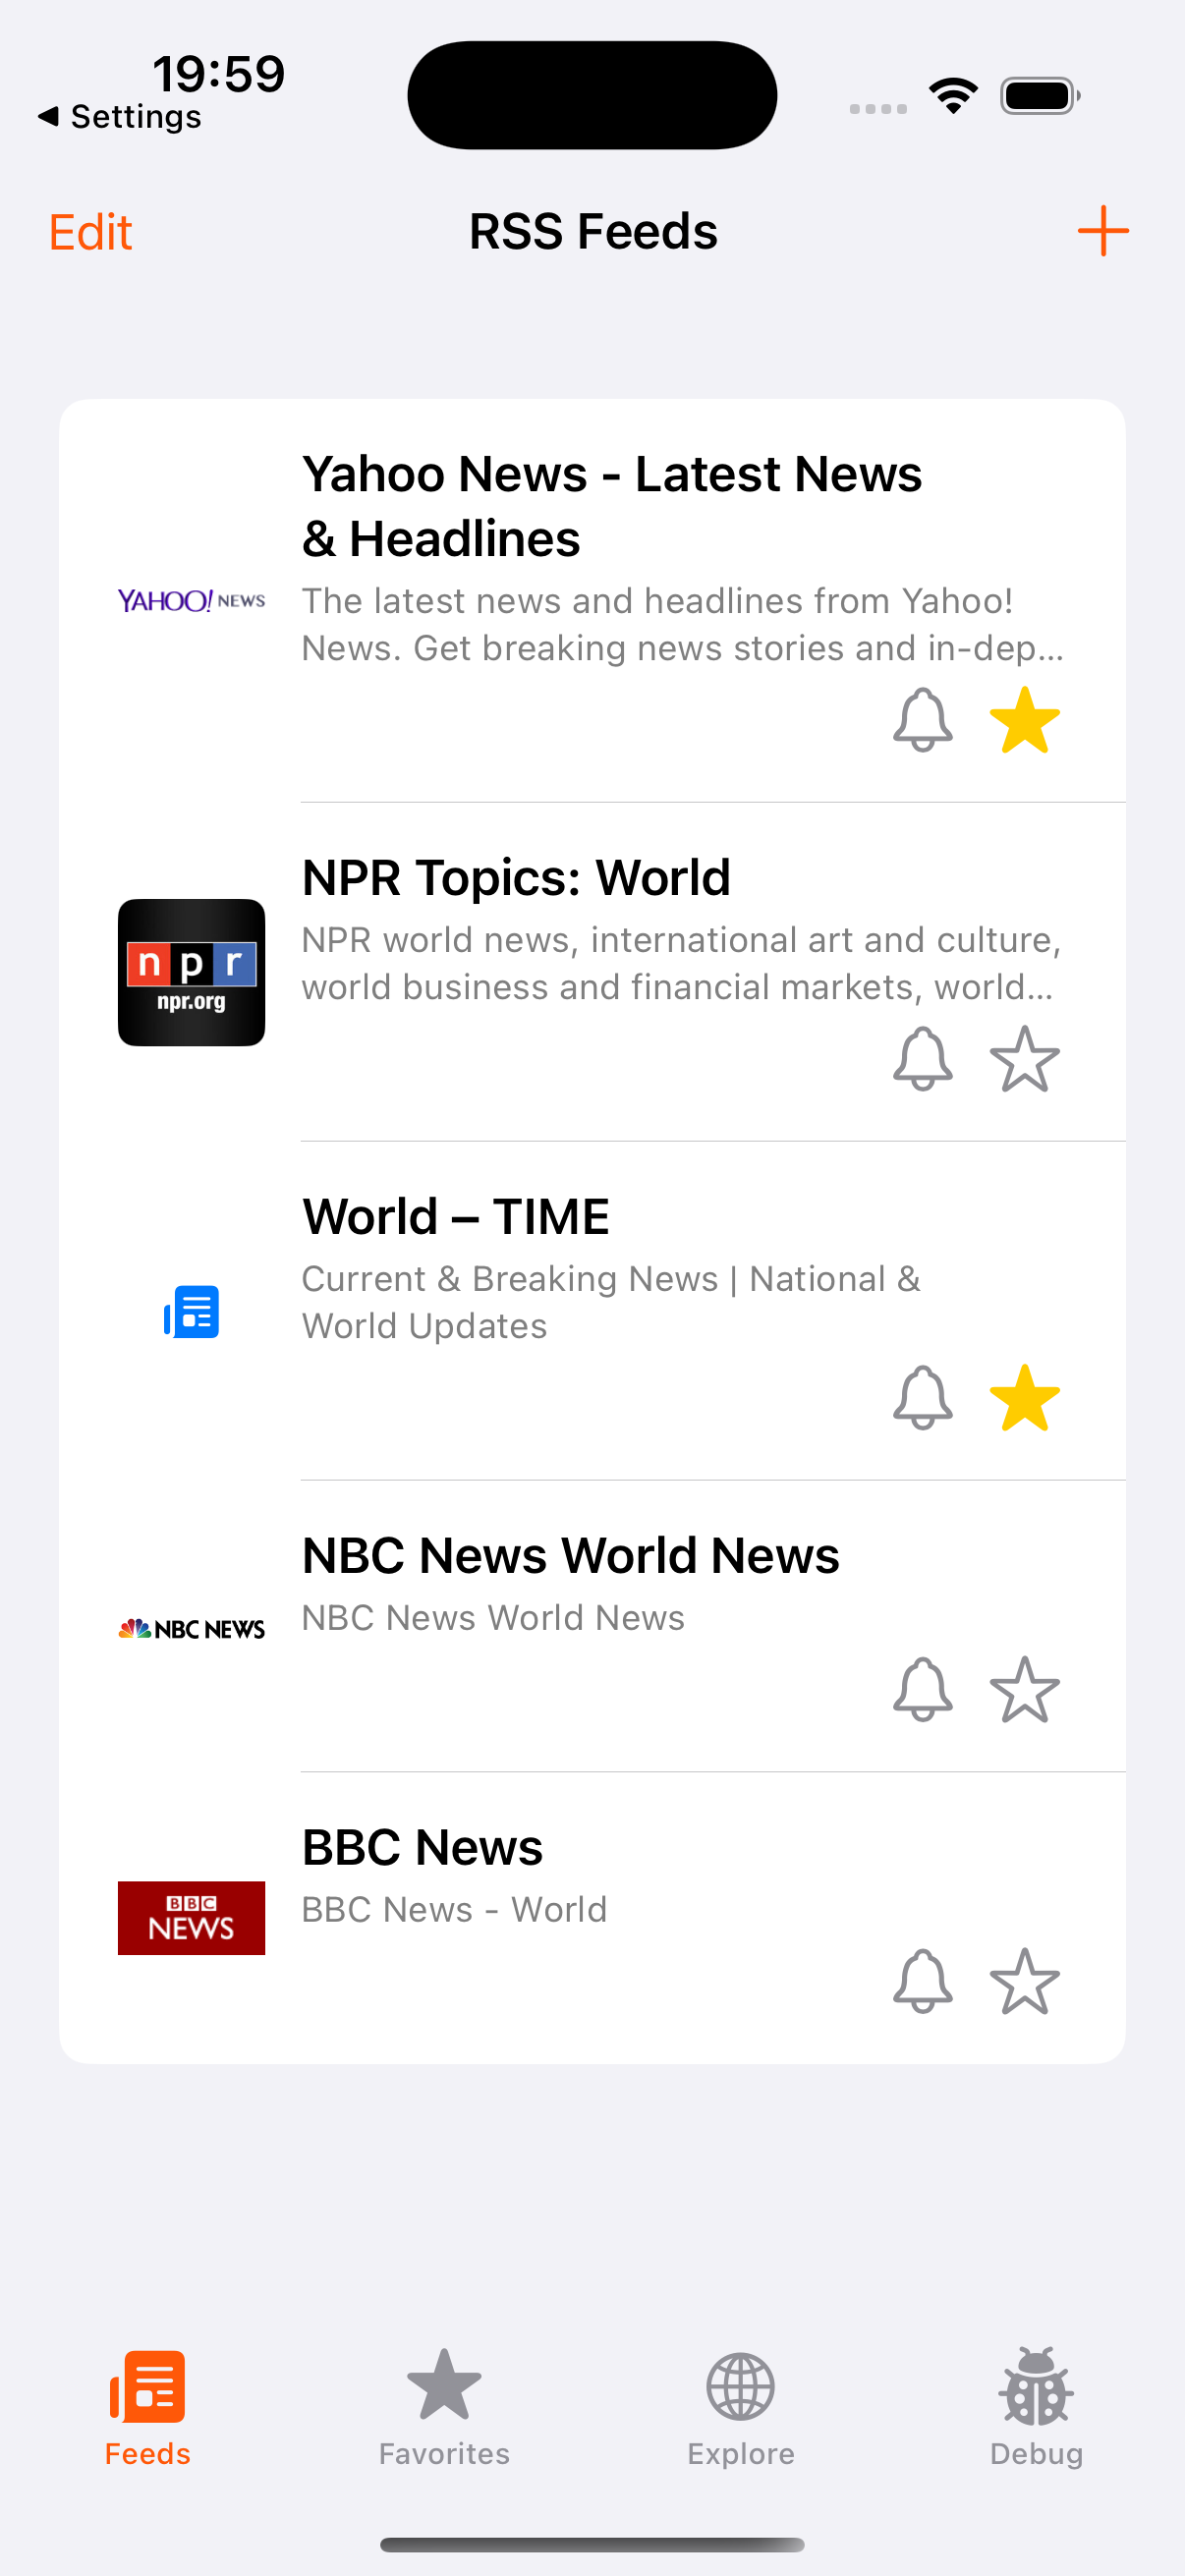 19:59
Settings
Edit
RSS Feeds
Yahoo News - Latest News
& Headlines
YAHOO! NEWS
The latest news and headlines from Yahoo!
News. Get breaking news stories and in-dep...
NPR Topics: World
n p r
npr.org
NPR world news, international art and culture,
world business and financial markets, world...
World – TIME
Current & Breaking News | National &
World Updates
NBC News World News
NBC NEWS
NBC News World News
BBC News
BBC
NEWS
BBC News - World
Feeds
Favorites
Explore
Debug